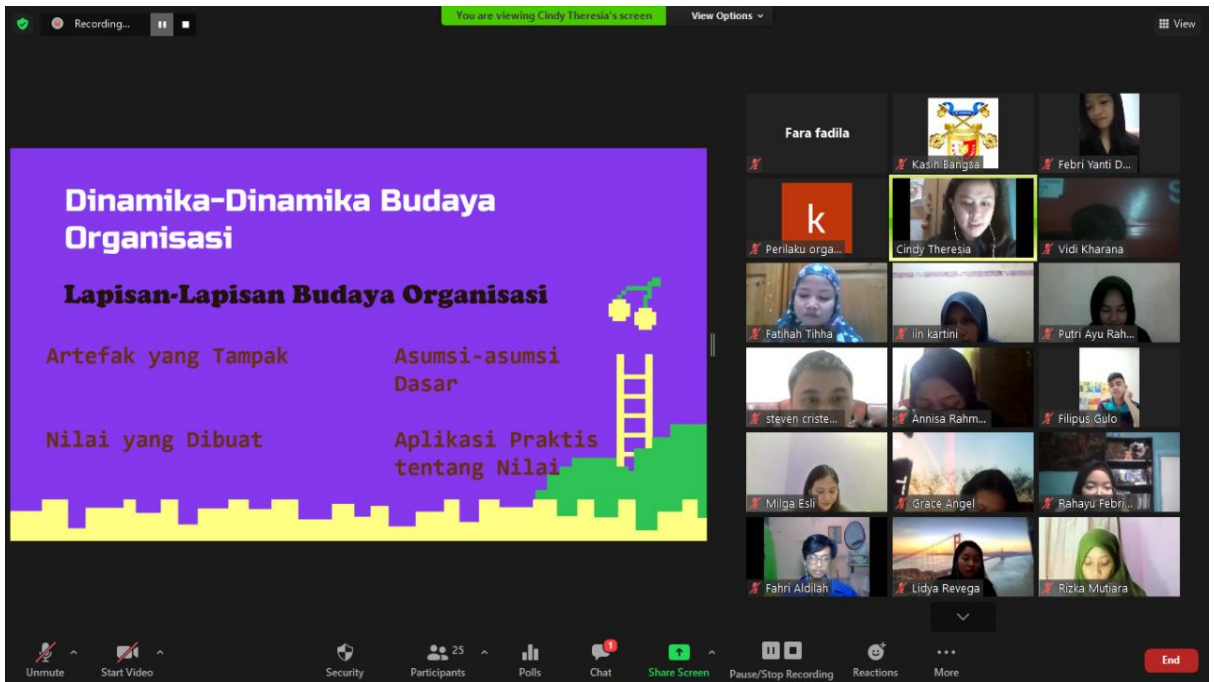 Recording...
You are viewing Cindy Theresia's screen
View Options
View
Dinamika-Dinamika Budaya
Organisasi
Lapisan-Lapisan Budaya Organisasi
Artefak yang Tampak
Asumsi-asumsi
Dasar
Nilai yang Dibuat
Aplikasi Praktis
tentang Nilai
Fara fadila
Kasih Bangsa
Febri Yanti D...
k
Perilaku orga...
Cindy Theresia
Vidi Kharana
Fatihah Tihha
iin kartini
Putri Ayu Rah...
steven criste...
Annisa Rahm...
Filipus Gulo
Milga Esli
Grace Angel
Rahayu Febri...
Fahri Aldilah
Lidya Revega
Rizka Mutiara
Unmute
Start Video
Security
25
Participants
Polls
1
Chat
Share Screen
Pause/Stop Recording
Reactions
More
End